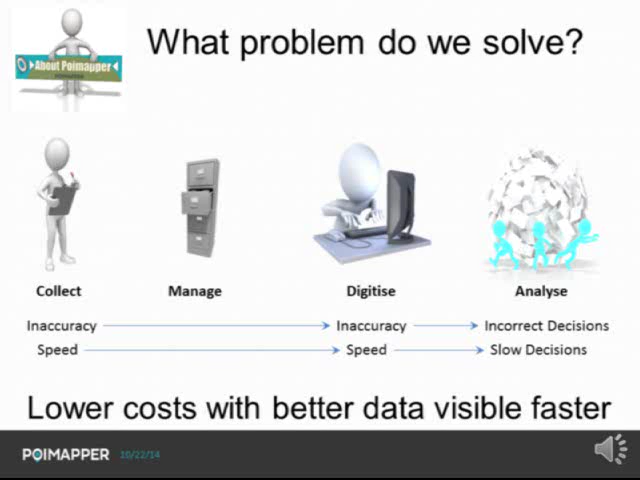 What problem do we solve?
About Poimapper
Collect Manage Digitise Analyse
Inaccuracy Inaccuracy Incorrect Decisions
Speed Speed Slow Decisions
Lower costs with better data visible faster
POIMAPPER 10/22/14